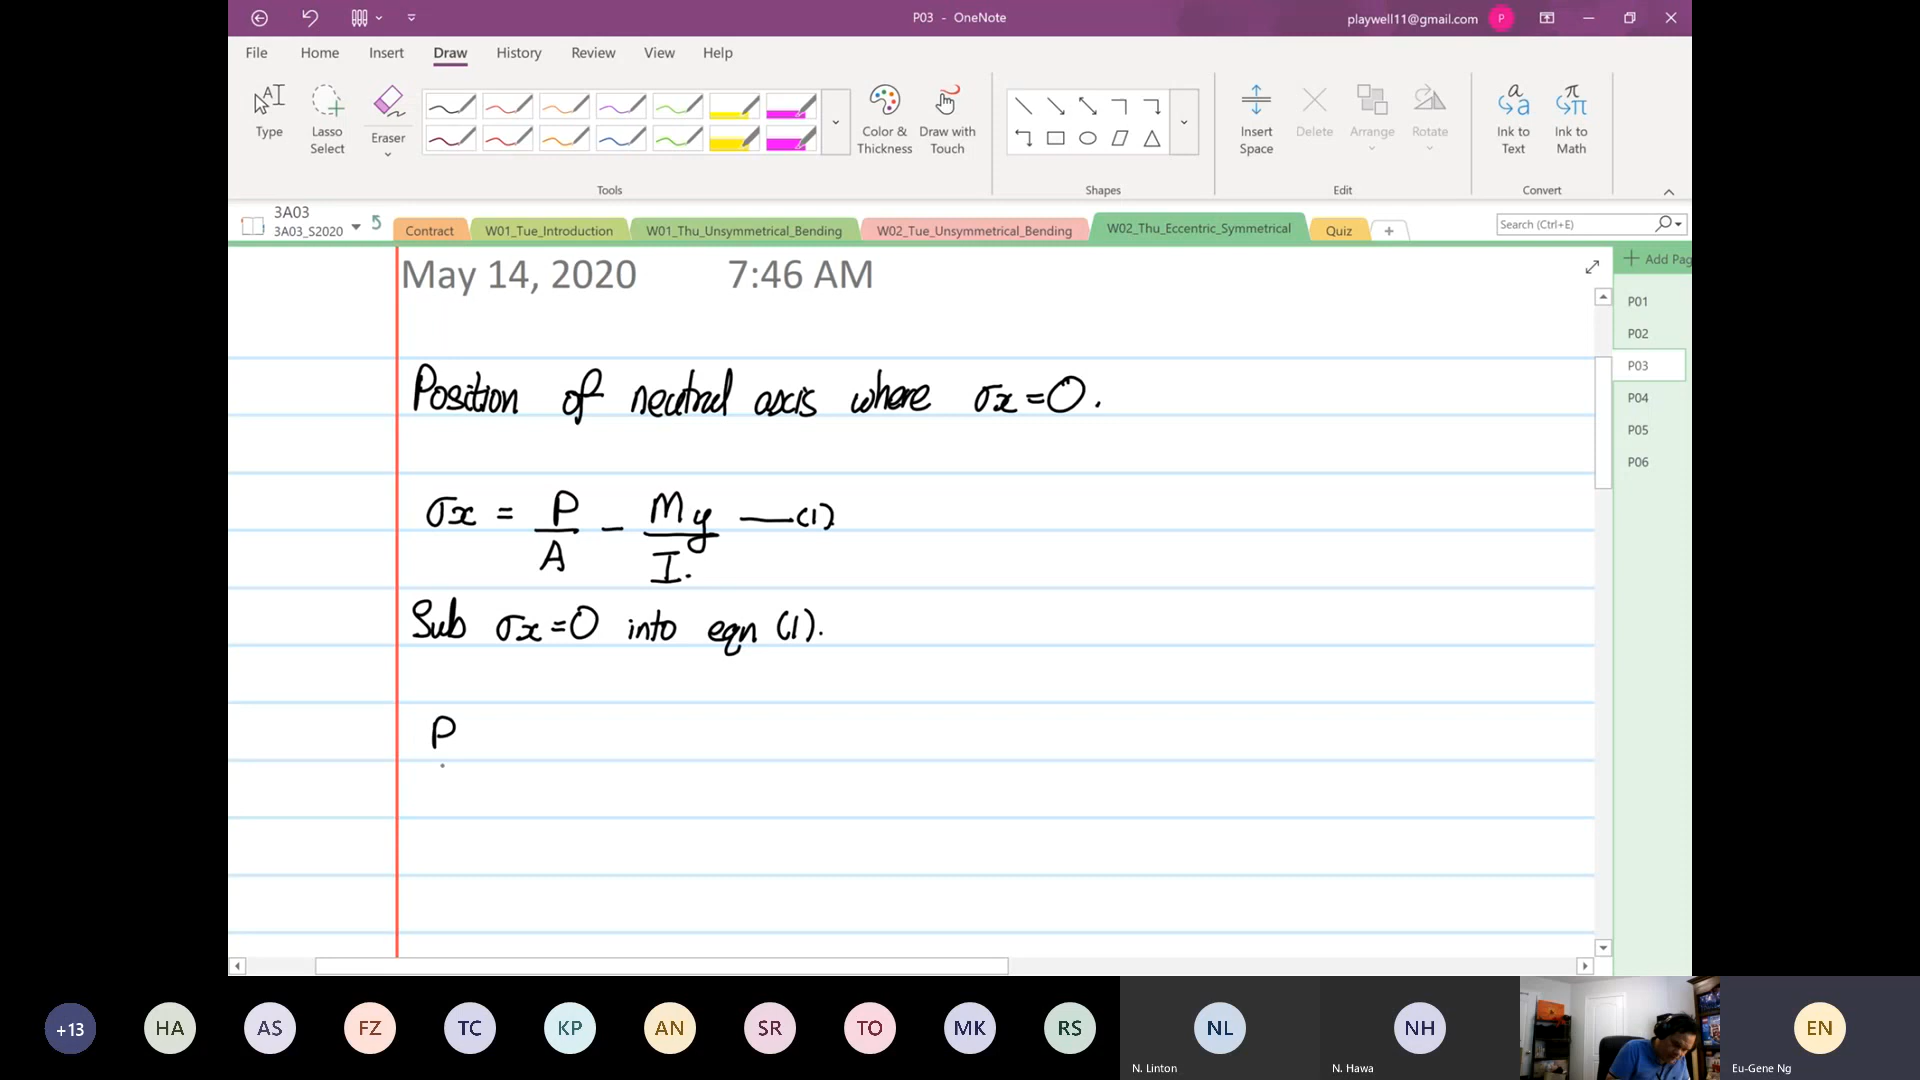 P03 - OneNote
playwell11@gmail.com P
File Home Insert Draw History Review View Help
Type
Lasso Select
Eraser
Color & Thickness
Draw with Touch
Insert Space
Delete
Arrange
Rotate
Ink to Text
Ink to Math
Tools
Shapes
Edit
Convert
3A03
3A03_S2020
Contract W01_Tue_Introduction W01_Thu_Unsymmetrical_Bending W02_Tue_Unsymmetrical_Bending W02_Thu_Eccentric_Symmetrical Quiz +
Search (Ctrl+E)
May 14, 2020 7:46 AM
Add Pag
P01
P02
P03
P04
P05
P06
Position of neutral axis where σx=0.
σx = P/A - My/I. —(1)
Sub σx=0 into eqn (1).
P
+13 HA AS FZ TC KP AN SR TO MK RS NL NH EN
N. Linton
N. Hawa
Eu-Gene Ng